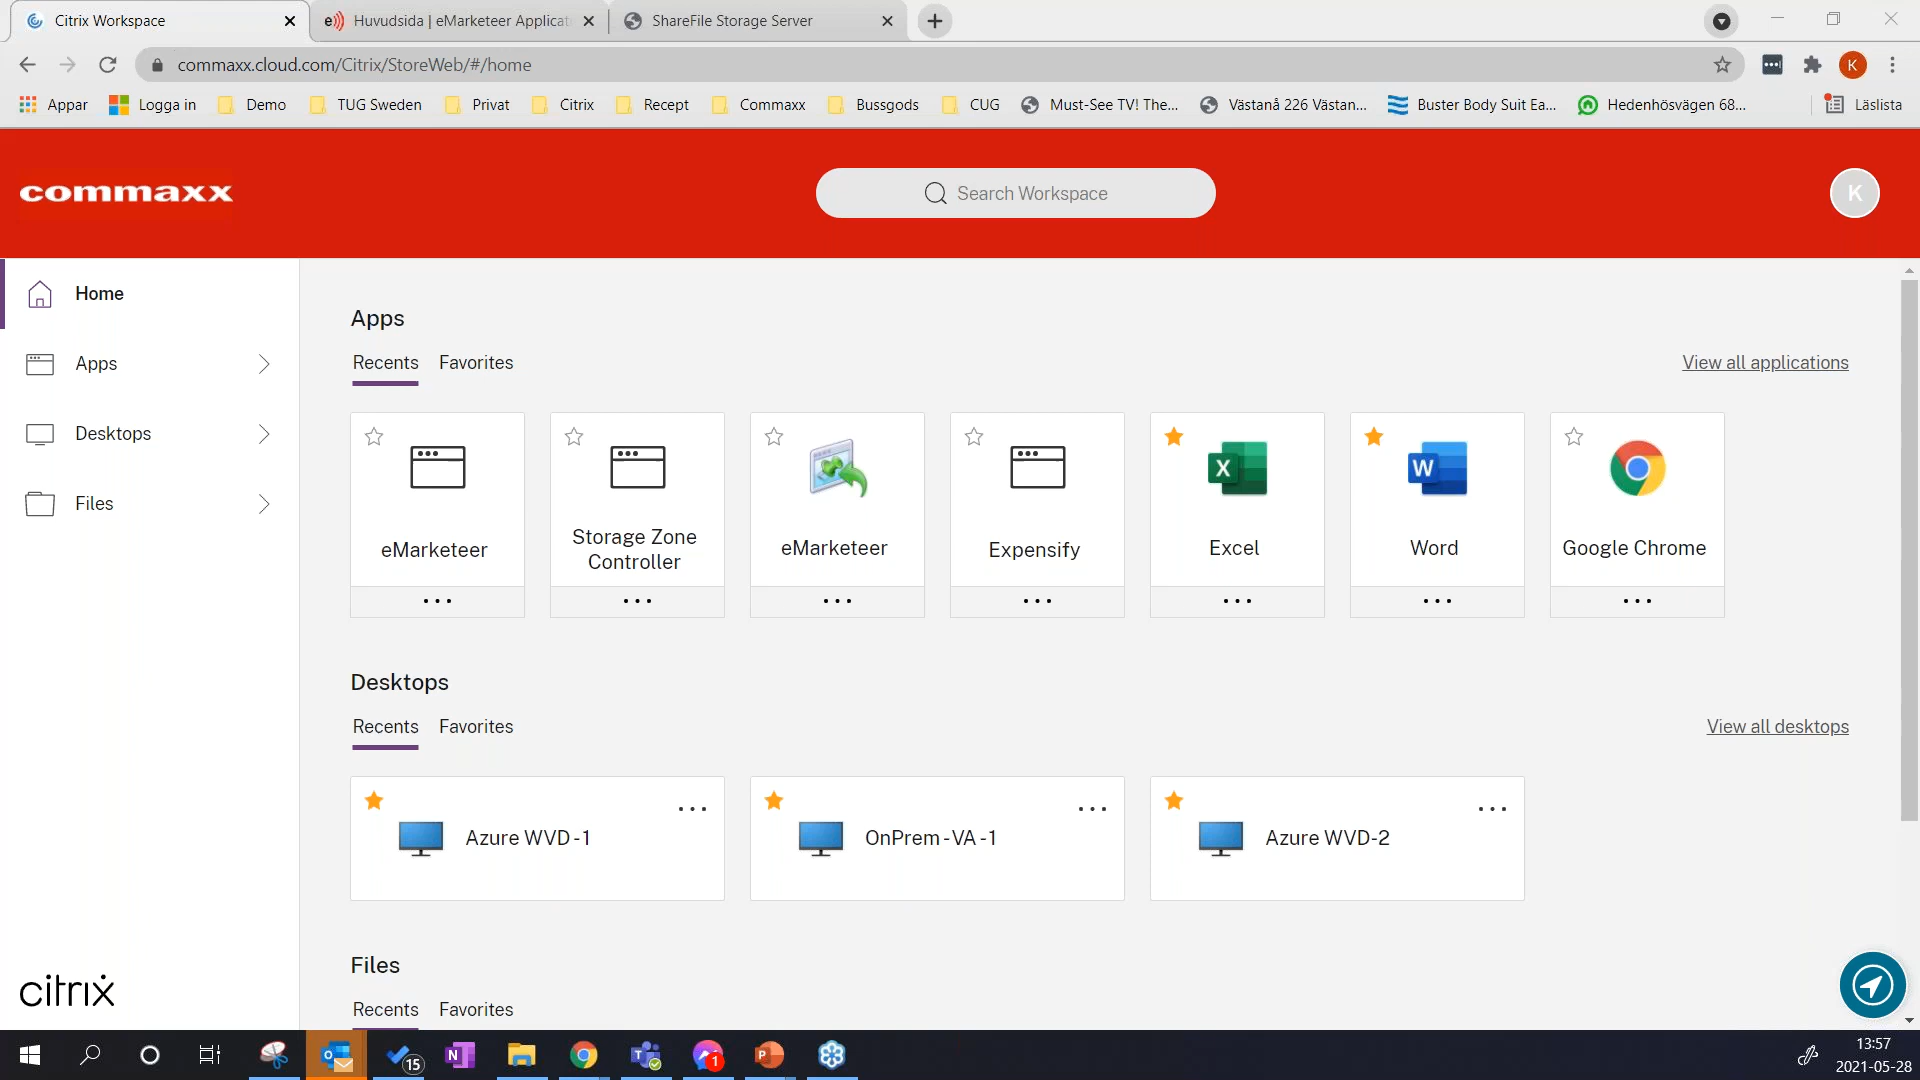 Citrix Workspace
Huvudsida | eMarketeer Applicat
ShareFile Storage Server
commaxx.cloud.com/Citrix/StoreWeb/#/home
K
Appar
Logga in
Demo
TUG Sweden
Privat
Citrix
Recept
Commaxx
Bussgods
CUG
Must-See TV! The...
Västanå 226 Västan...
Buster Body Suit Ea...
Hedenhösvägen 68...
Läslista
commaxx
Search Workspace
K
Home
Apps
Desktops
Files
citrix
Apps
Recents Favorites
View all applications
eMarketeer
Storage Zone
Controller
eMarketeer
Expensify
Excel
Word
Google Chrome
Desktops
Recents Favorites
View all desktops
Azure WVD-1
OnPrem-VA-1
Azure WVD-2
Files
Recents Favorites
15
1
13:57
2021-05-28